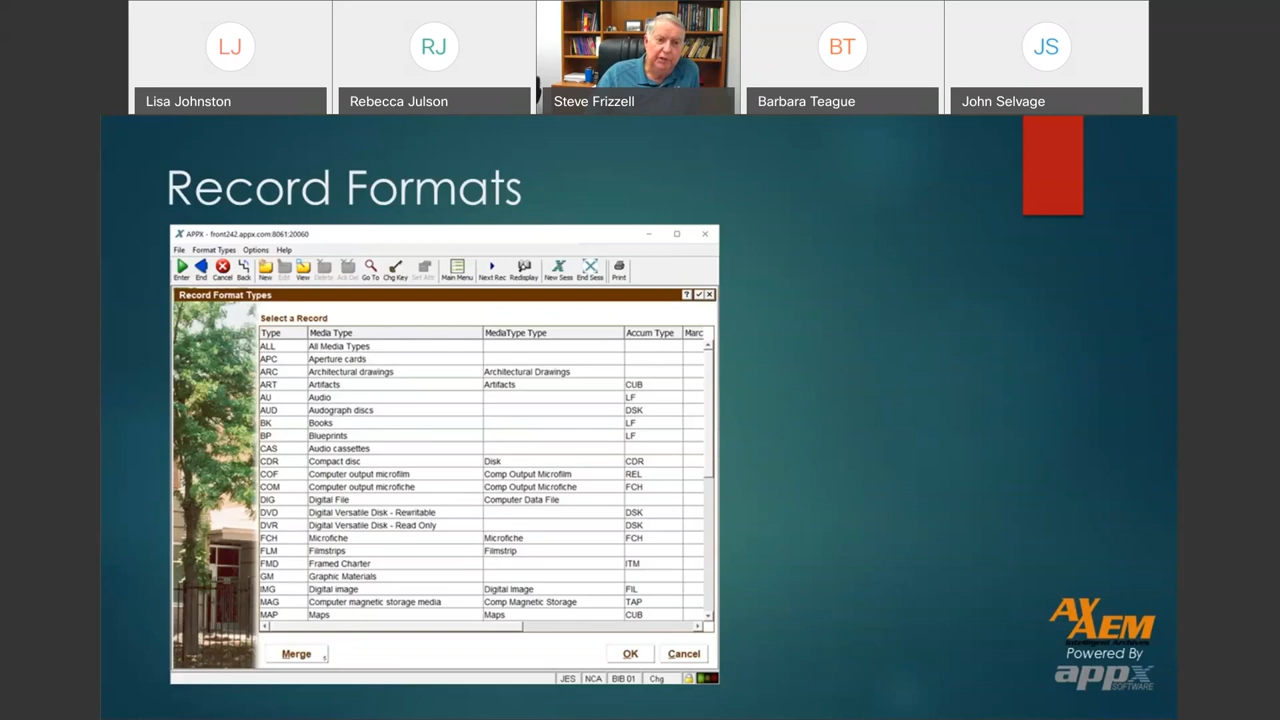 LJ RJ BT JS
Lisa Johnston Rebecca Julson Steve Frizzell Barbara Teague John Selvage
Record Formats
APPX - front242.appx.com:8061:20060
File Format Types Options Help
Enter End Cancel Back New Edit View Delete Ack Del Go To Chg Key Main Menu Next Rec Redisplay New Sess End Sess Print
Record Format Types
Select a Record
Type Media Type MediaType Type Accum Type Marc
ALL All Media Types
APC Aperture cards
ARC Architectural drawings Architectural Drawings
ART Artifacts Artifacts CUB
AU Audio LF
AUD Audograph discs DSK
BK Books LF
BP Blueprints LF
CAS Audio cassettes
CDR Compact disc Disk CDR
COF Computer output microfilm Comp Output Microfilm REL
COM Computer output microfiche Comp Output Microfiche FCH
DIG Digital File Computer Data File
DVD Digital Versatile Disk - Rewritable DSK
DVR Digital Versatile Disk - Read Only DSK
FCH Microfiche Microfiche FCH
FLM Filmstrips Filmstrip
FMD Framed Charter ITM
GM Graphic Materials
IMG Digital image Digital Image FIL
MAG Computer magnetic storage media Comp Magnetic Storage TAP
MAP Maps Maps CUB
Merge OK Cancel
JES NCA BIB 01 Chg
AXAEM
Powered By
appx
SOFTWARE